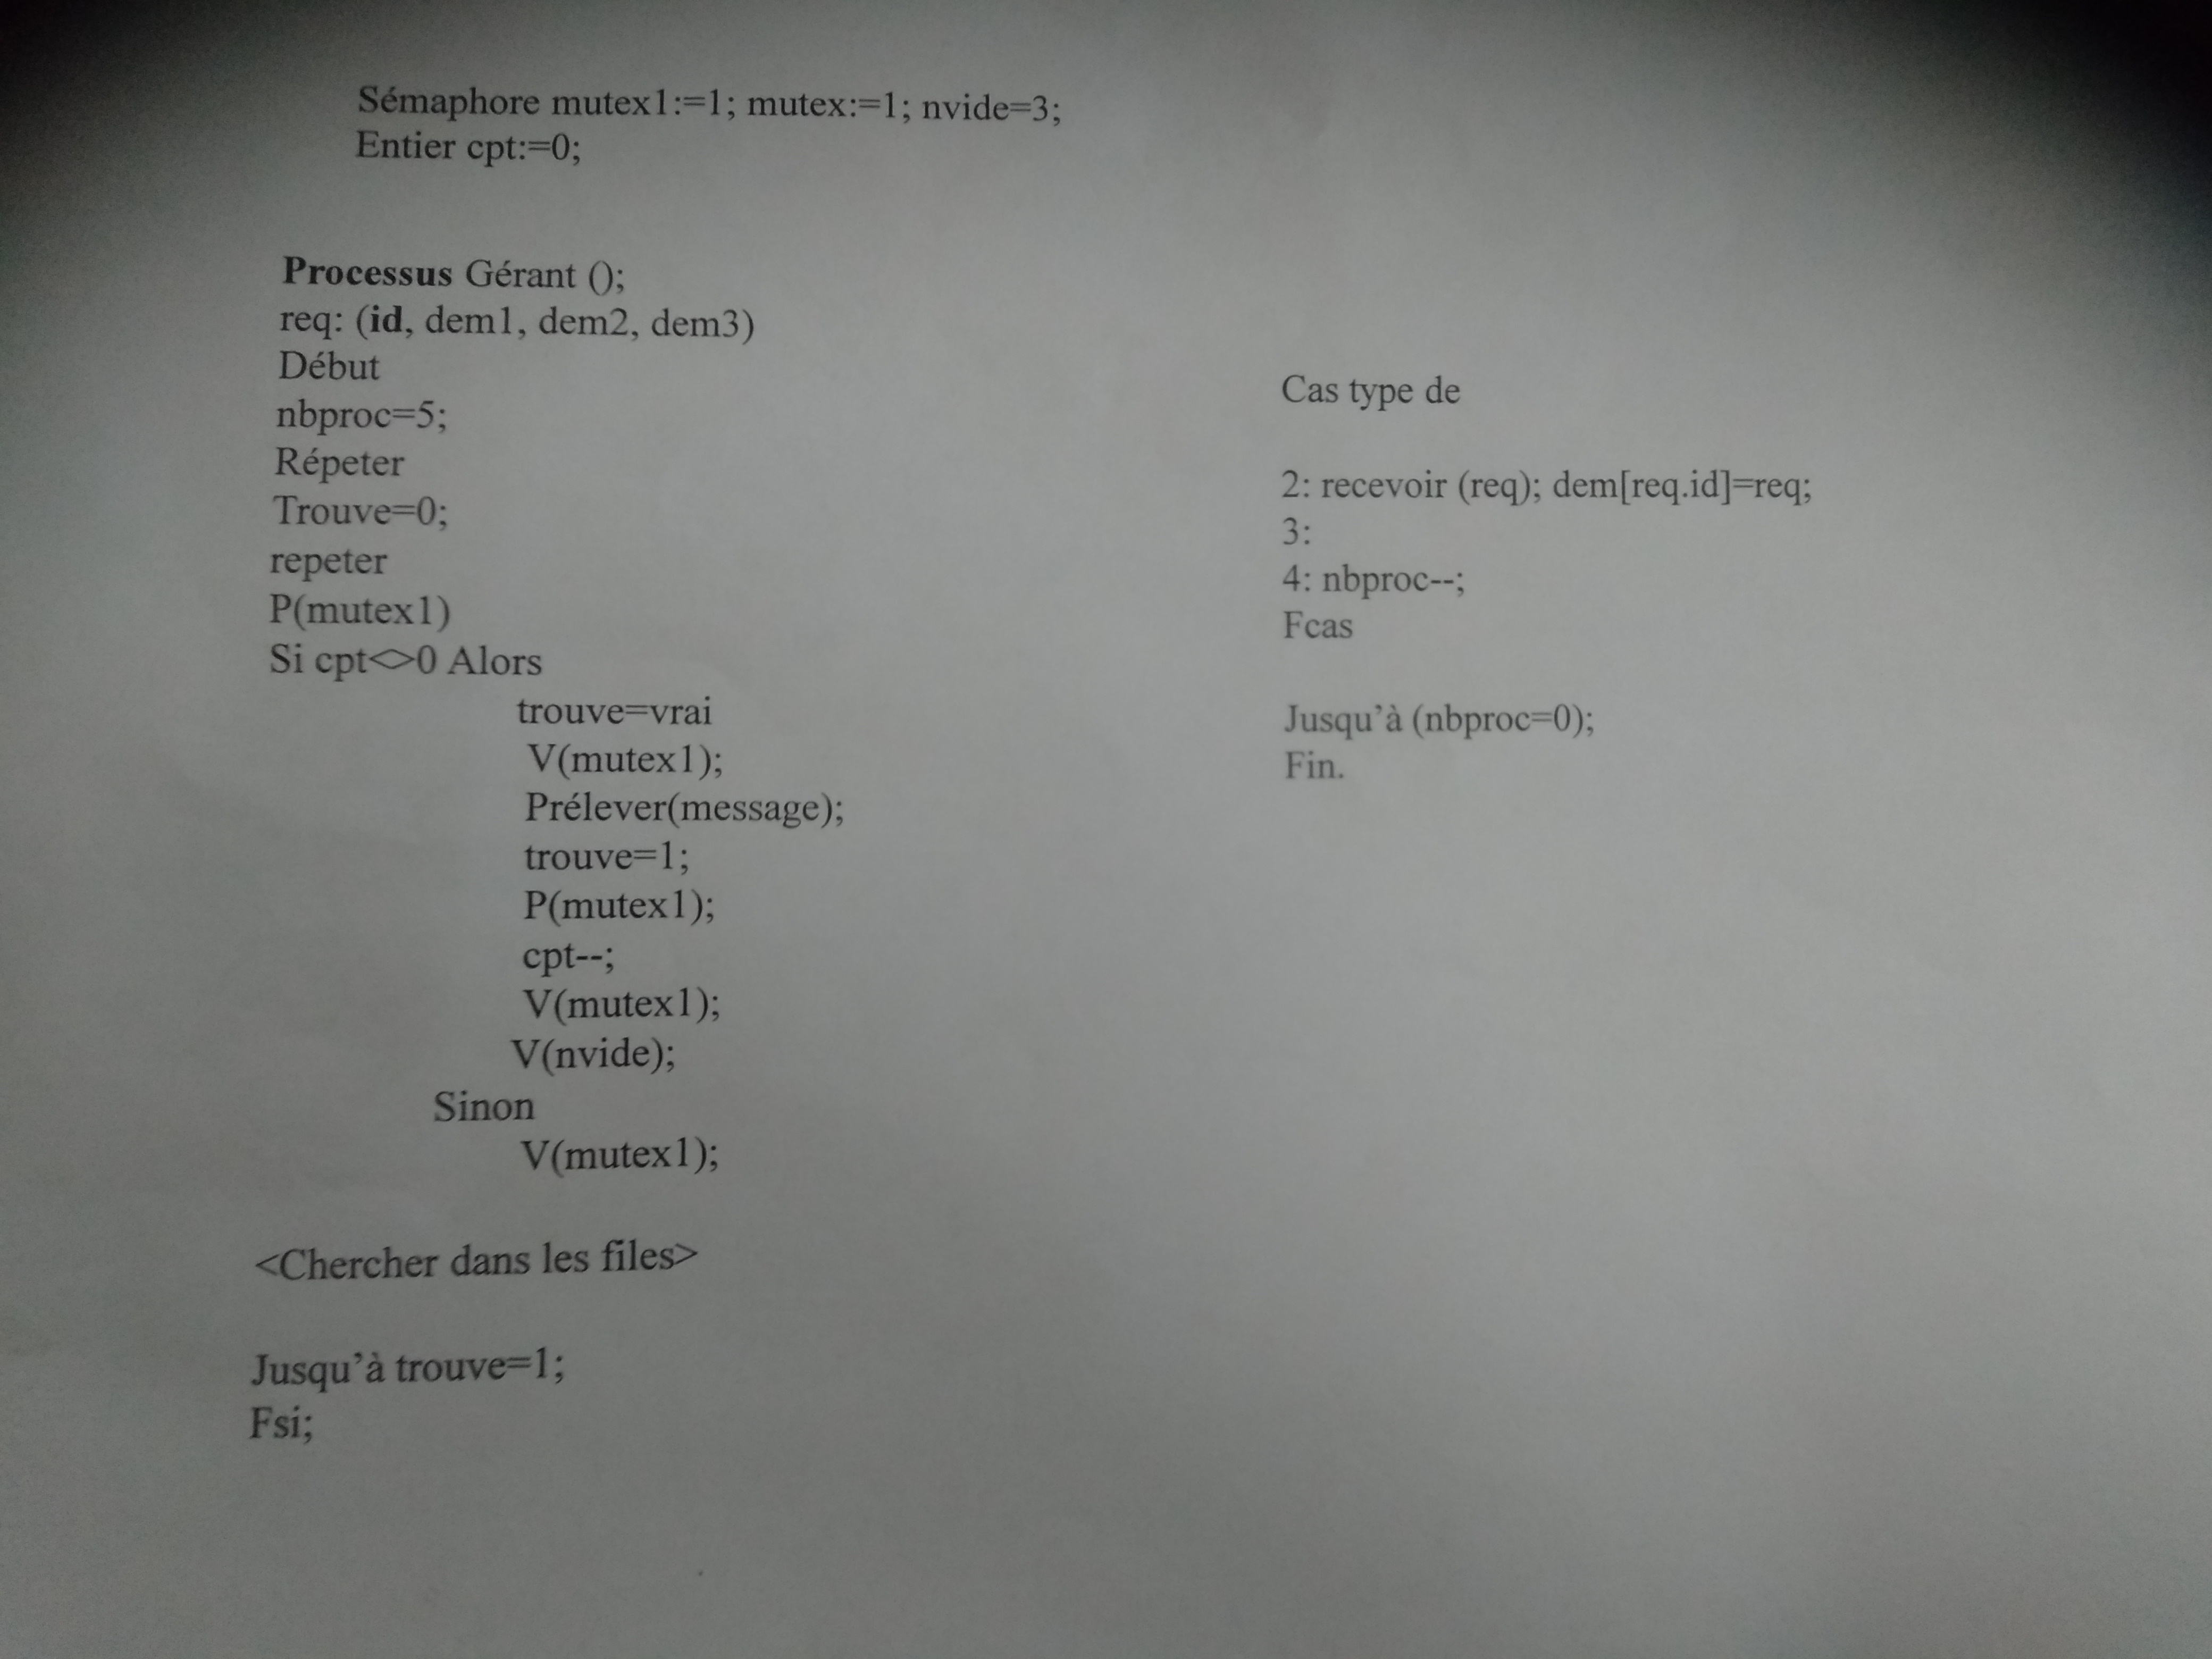 Sémaphore mutex1:=1; mutex:=1; nvide=3;
Entier cpt:=0;
Processus Gérant ();
req: (id, dem1, dem2, dem3)
Début
nbproc=5;
Répeter
Trouve=0;
repeter
P(mutex1)
Si cpt<>0 Alors
trouve=vrai
V(mutex1);
Prélever(message);
trouve=1;
P(mutex1);
cpt--;
V(mutex1);
V(nvide);
Sinon
V(mutex1);
<Chercher dans les files>
Jusqu’à trouve=1;
Fsi;
Cas type de
2: recevoir (req); dem[req.id]=req;
3:
4: nbproc--;
Fcas
Jusqu’à (nbproc=0);
Fin.